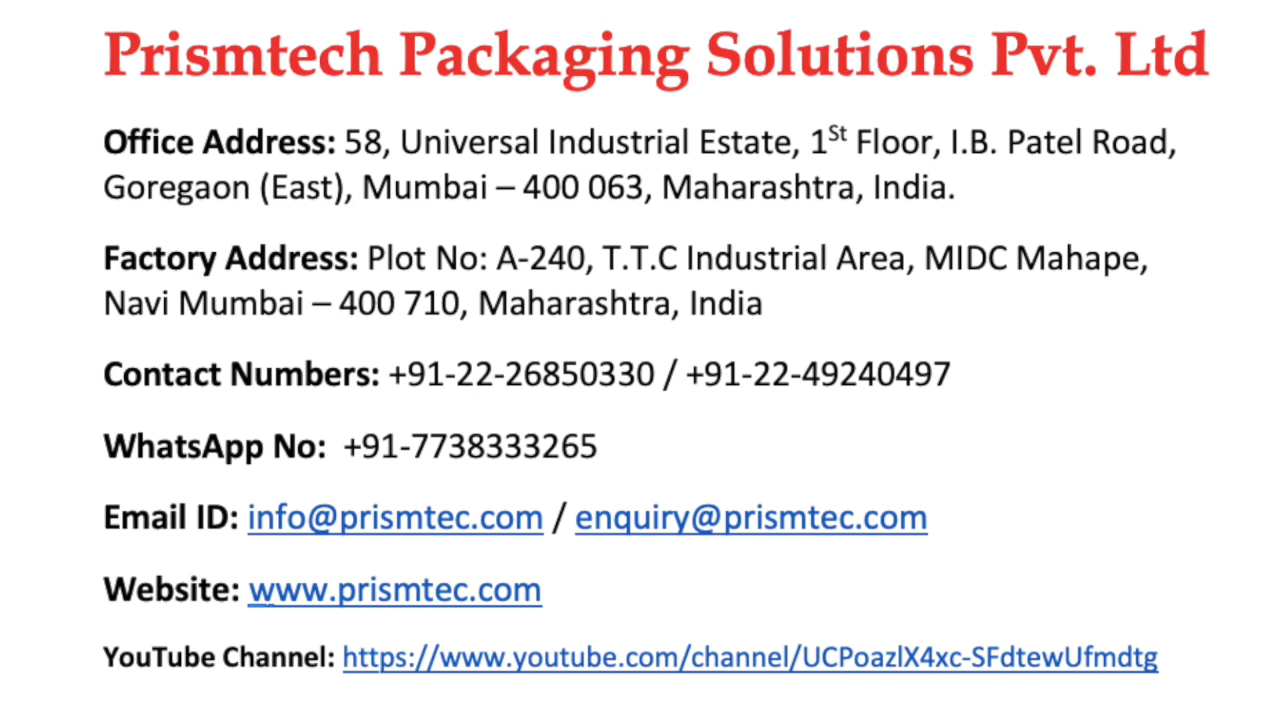 Prismtech Packaging Solutions Pvt. Ltd
Office Address: 58, Universal Industrial Estate, 1St Floor, I.B. Patel Road,
Goregaon (East), Mumbai – 400 063, Maharashtra, India.
Factory Address: Plot No: A-240, T.T.C Industrial Area, MIDC Mahape,
Navi Mumbai – 400 710, Maharashtra, India
Contact Numbers: +91-22-26850330 / +91-22-49240497
WhatsApp No: +91-7738333265
Email ID: info@prismtec.com / enquiry@prismtec.com
Website: www.prismtec.com
YouTube Channel: https://www.youtube.com/channel/UCPoazlX4xc-SFdtewUfmdtg